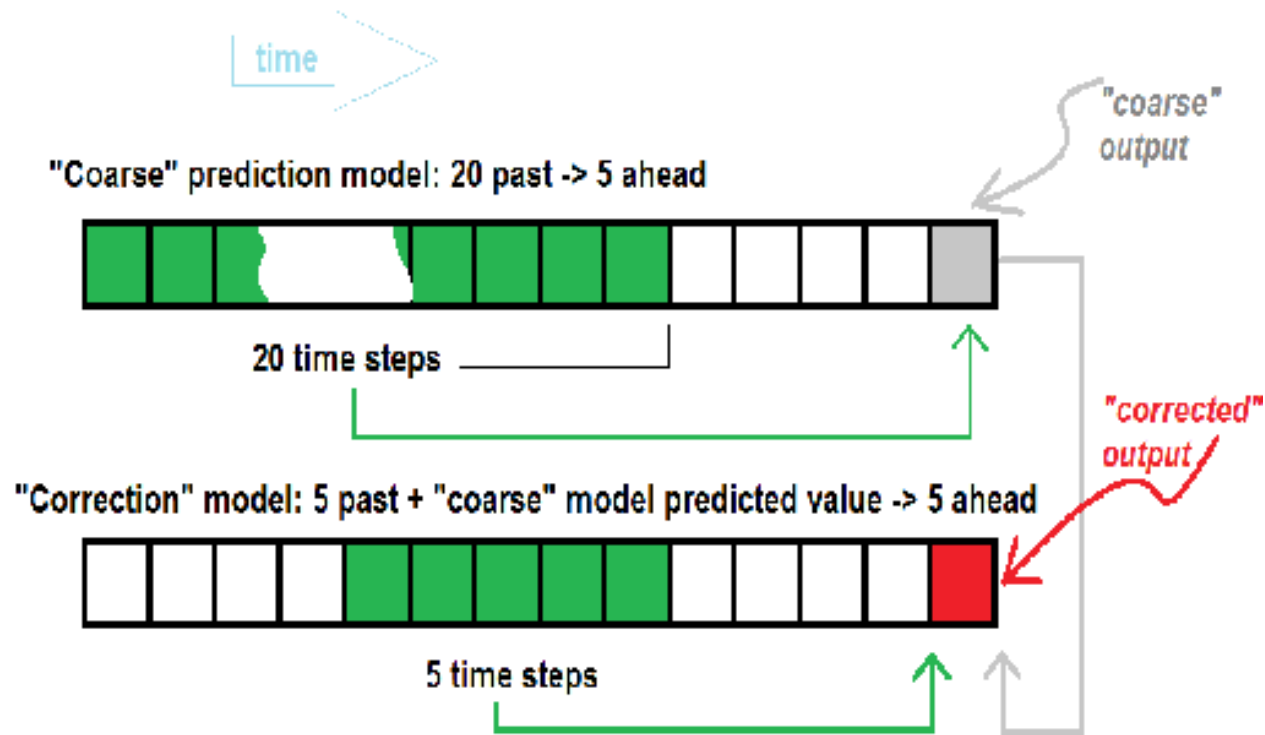 time
"coarse"
output
"Coarse" prediction model: 20 past -> 5 ahead
20 time steps
"corrected"
output
"Correction" model: 5 past + "coarse" model predicted value -> 5 ahead
5 time steps